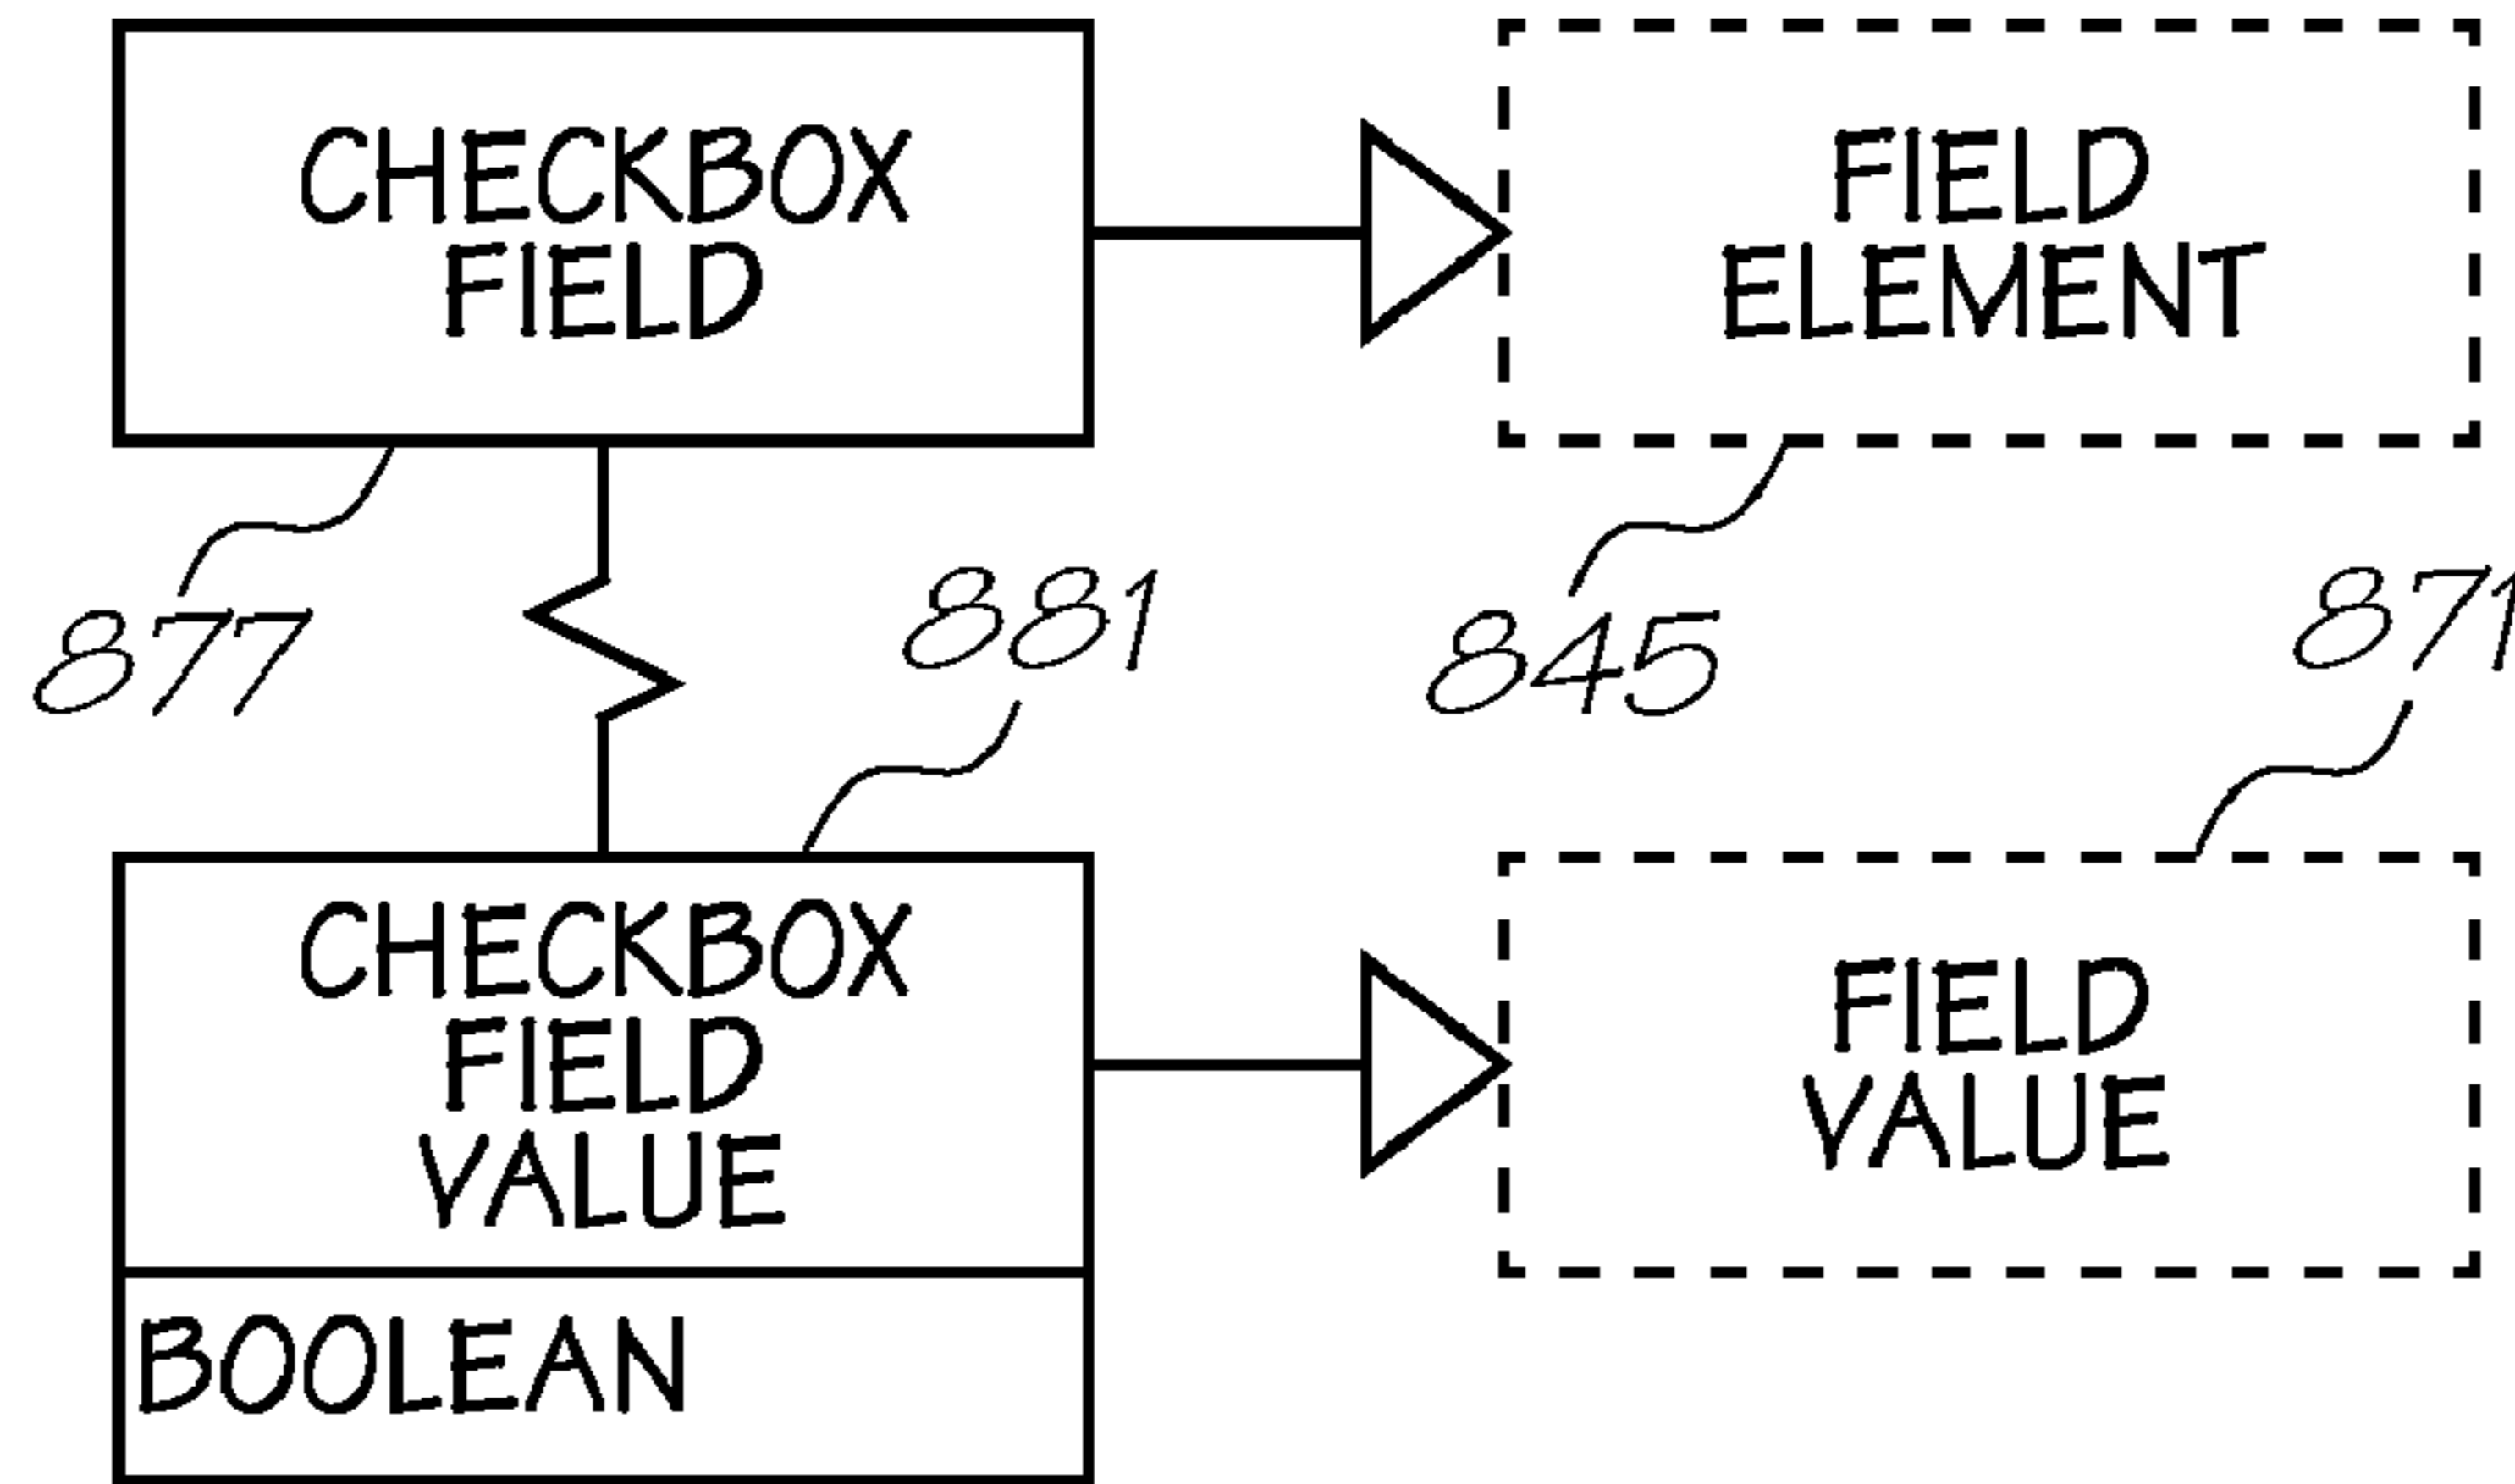 CHECKBOX
FIELD
FIELD
ELEMENT
877
881
845
871
CHECKBOX
FIELD
VALUE
BOOLEAN
FIELD
VALUE